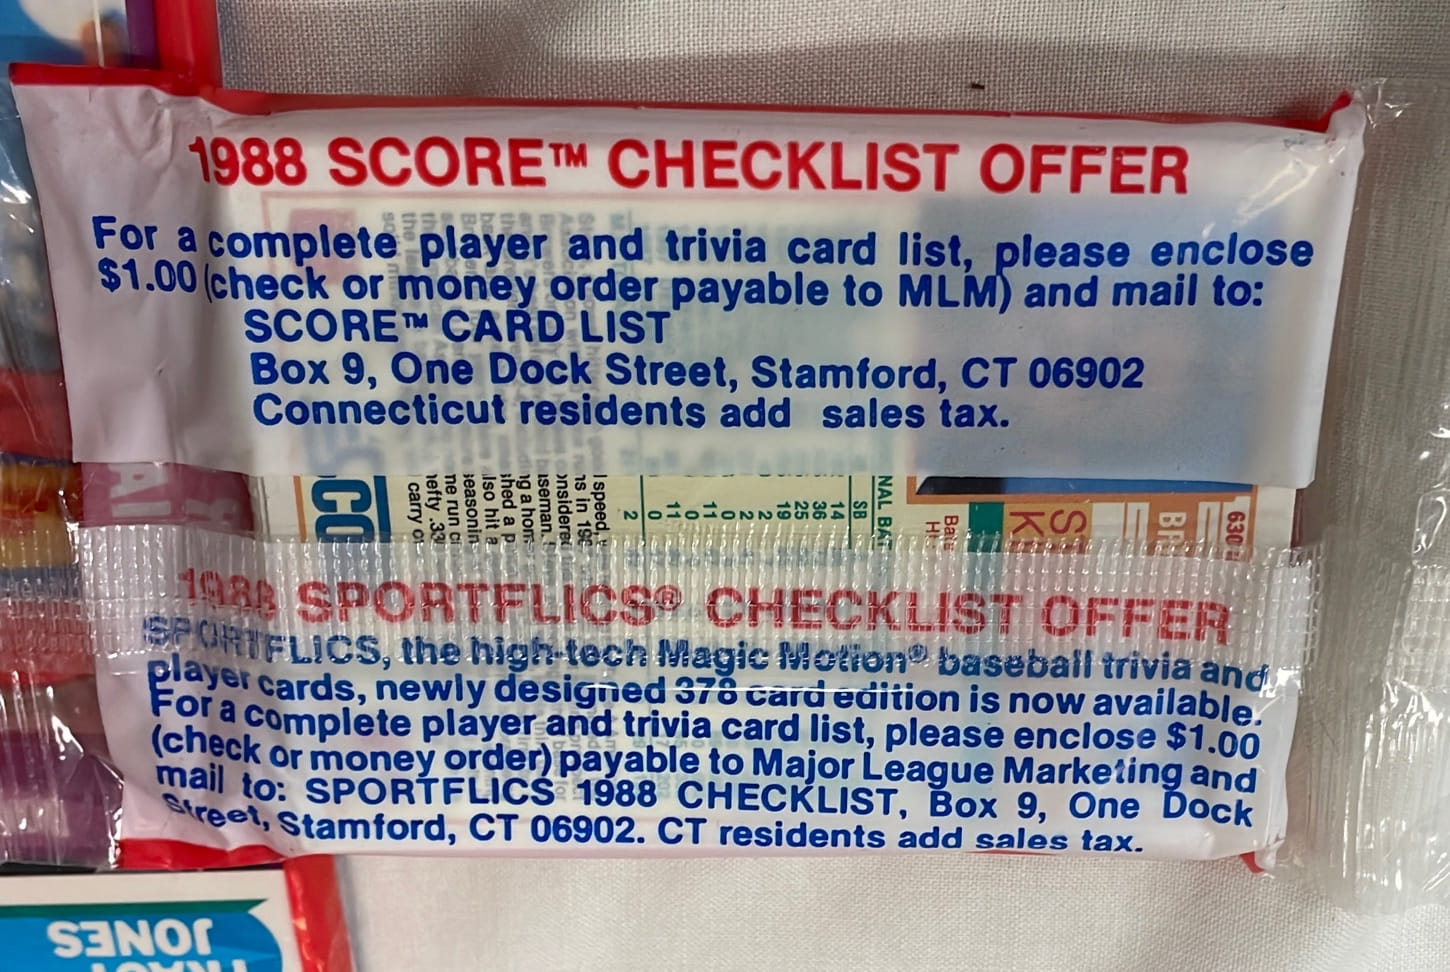 1988 SCORE™ CHECKLIST OFFER
For a complete player and trivia card list, please enclose
$1.00 (check or money order payable to MLM) and mail to:
SCORE™ CARD LIST
Box 9, One Dock Street, Stamford, CT 06902
Connecticut residents add sales tax.
1988 SPORTFLICS® CHECKLIST OFFER
SPORTFLICS, the high-tech Magic Motion® baseball trivia and
player cards, newly designed 378 card edition is now available.
For a complete player and trivia card list, please enclose $1.00
(check or money order) payable to Major League Marketing and
mail to: SPORTFLICS 1988 CHECKLIST, Box 9, One Dock
Street, Stamford, CT 06902. CT residents add sales tax.
JONES